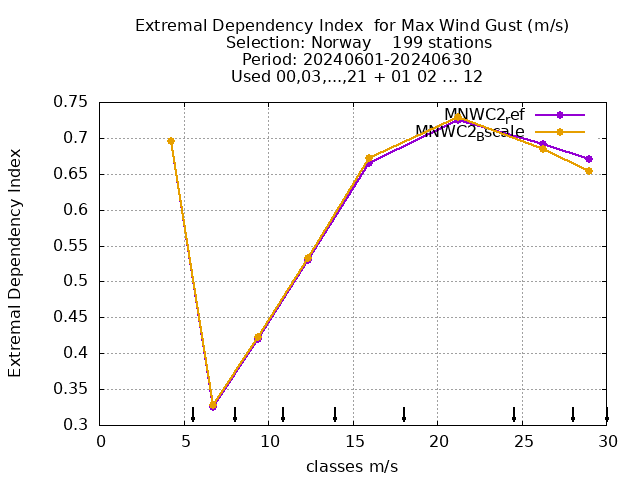 Extremal Dependency Index  for Max Wind Gust (m/s)
Selection: Norway    199 stations
Period: 20240601-20240630
Used 00,03,...,21 + 01 02 ... 12
Extremal Dependency Index
0.75
0.7
0.65
0.6
0.55
0.5
0.45
0.4
0.35
0.3
MNWC2ref
MNWC2Bscale
0 5 10 15 20 25 30
classes m/s